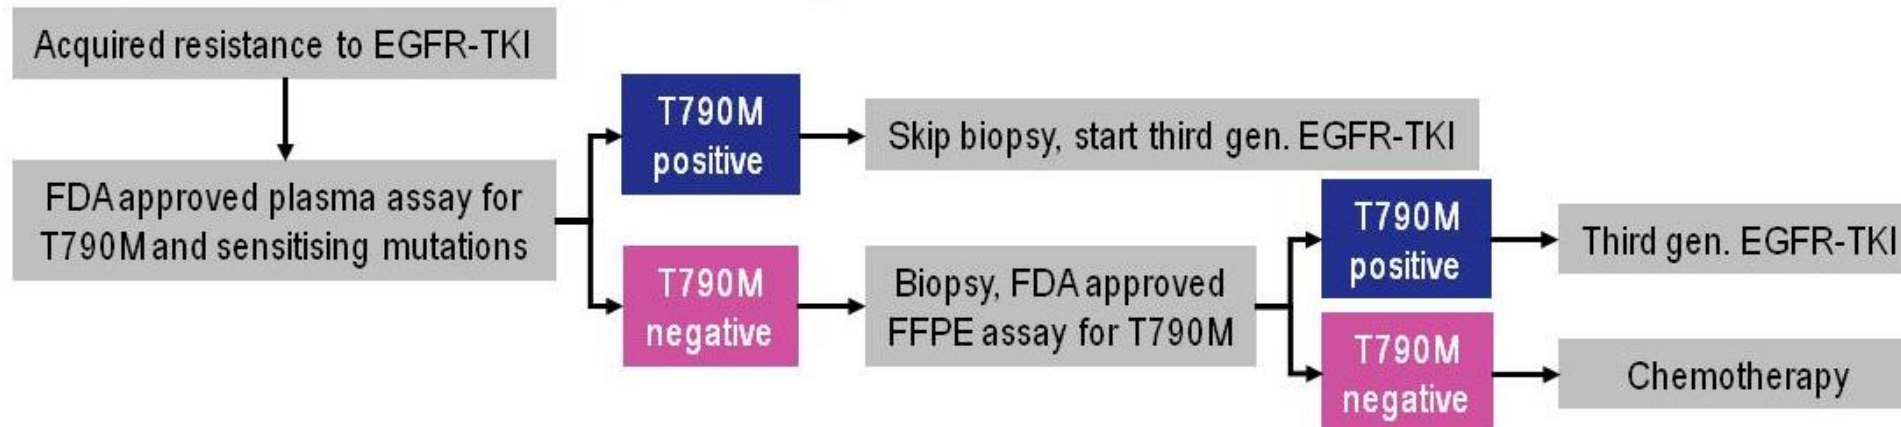 Acquired resistance to EGFR-TKI
FDA approved plasma assay for
T790M and sensitising mutations
T790M
positive
Skip biopsy, start third gen. EGFR-TKI
T790M
negative
Biopsy, FDA approved
FFPE assay for T790M
T790M
positive
Third gen. EGFR-TKI
T790M
negative
Chemotherapy